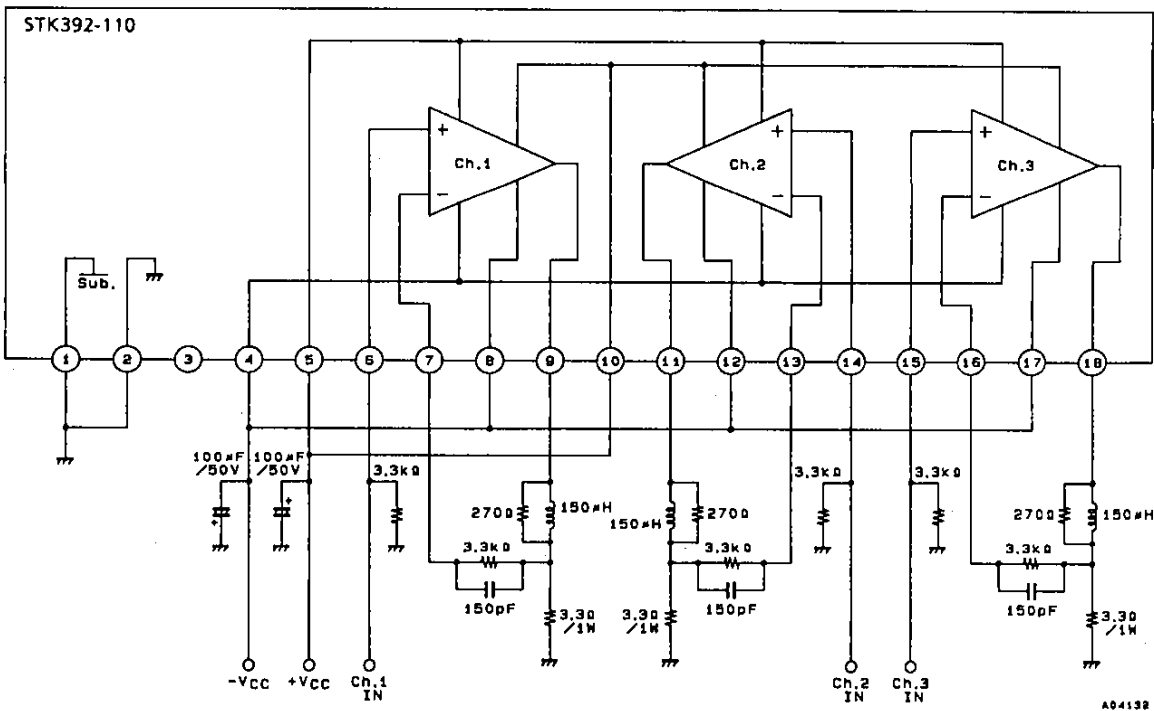 STK392-110
+
Ch.1
−
+
Ch.2
−
+
Ch.3
−
Sub.
1
2
3
4
5
6
7
8
9
10
11
12
13
14
15
16
17
18
100μF
/50V
100μF
/50V
3.3kΩ
3.3kΩ
3.3kΩ
+
+
270Ω
150μH
150μH
270Ω
270Ω
150μH
3.3kΩ
3.3kΩ
3.3kΩ
150pF
150pF
150pF
3.3Ω
/1W
3.3Ω
/1W
3.3Ω
/1W
-VCC
+VCC
Ch.1
IN
Ch.2
IN
Ch.3
IN
A04132